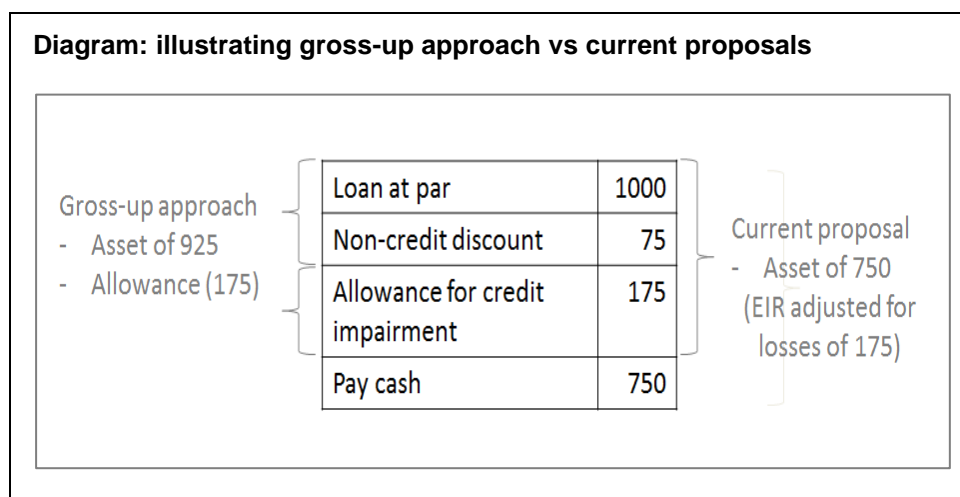 Diagram: illustrating gross-up approach vs current proposals
Gross-up approach
- Asset of 925
- Allowance (175)
Loan at par 1000
Non-credit discount 75
Allowance for credit 175
impairment
Pay cash 750
Current proposal
- Asset of 750
(EIR adjusted for
losses of 175)